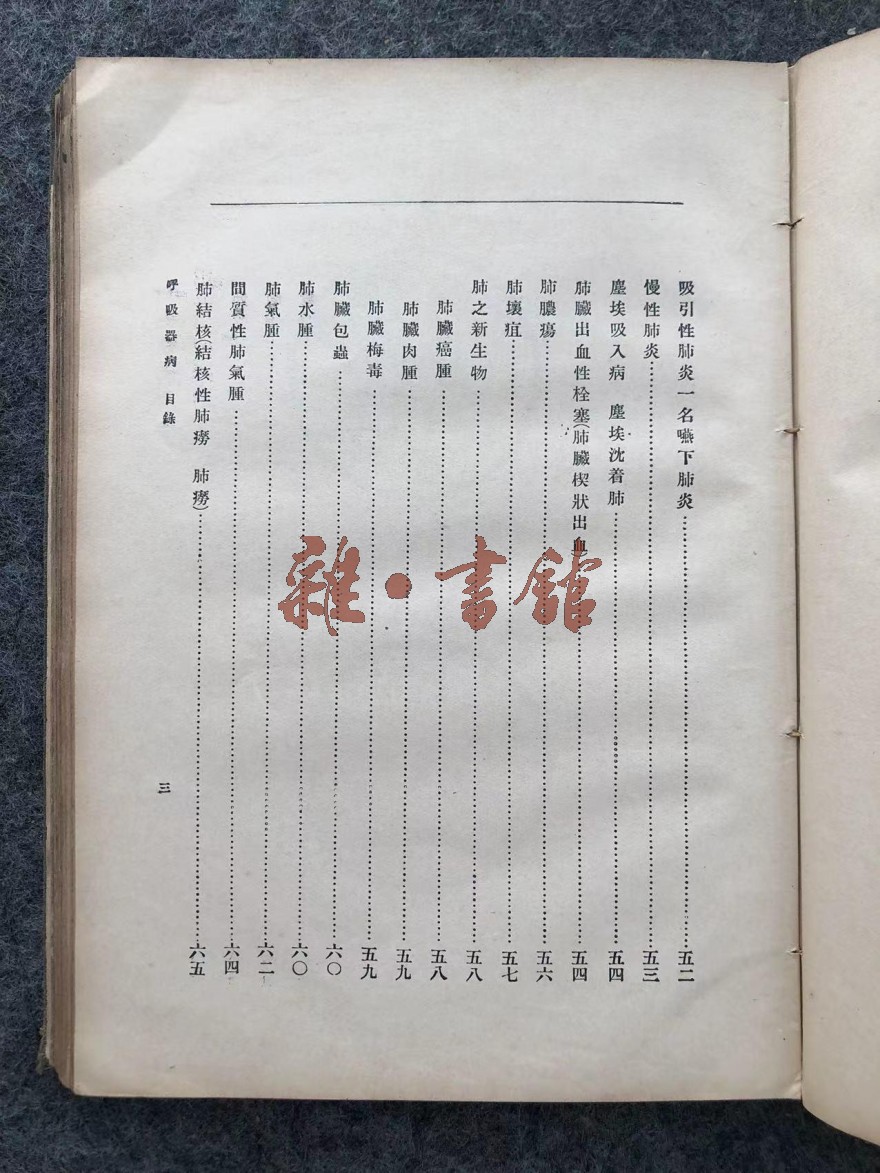 吸引性肺炎一名嚥下肺炎…………五二
慢性肺炎…………五三
塵埃吸入病 塵埃沈着肺…………五四
肺臟出血性栓塞(肺臟楔狀出血…………五四
肺膿瘍…………五六
肺壞疽…………五七
肺之新生物…………五八
肺臟癌腫…………五八
肺臟肉腫…………五九
肺臟梅毒…………五九
肺臟包蟲…………六〇
肺水腫…………六〇
肺氣腫…………六二
間質性肺氣腫…………六四
肺結核(結核性肺癆 肺癆)…………六五
呼吸器病 目錄 三
雜·書館